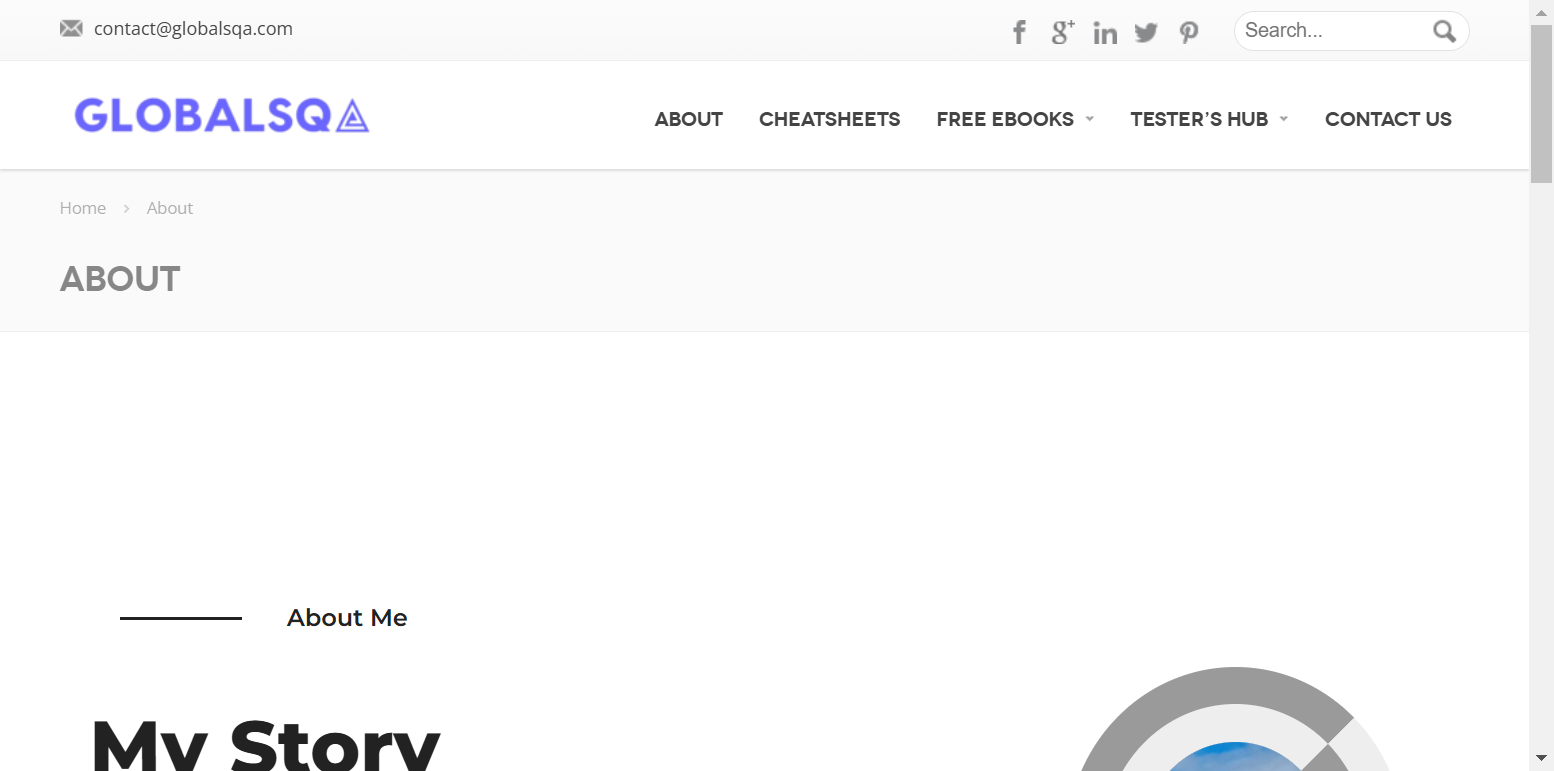 contact@globalsqa.com
Search...
GLOBALSQA
ABOUT CHEATSHEETS FREE EBOOKS TESTER’S HUB CONTACT US
Home > About
ABOUT
About Me
My Story